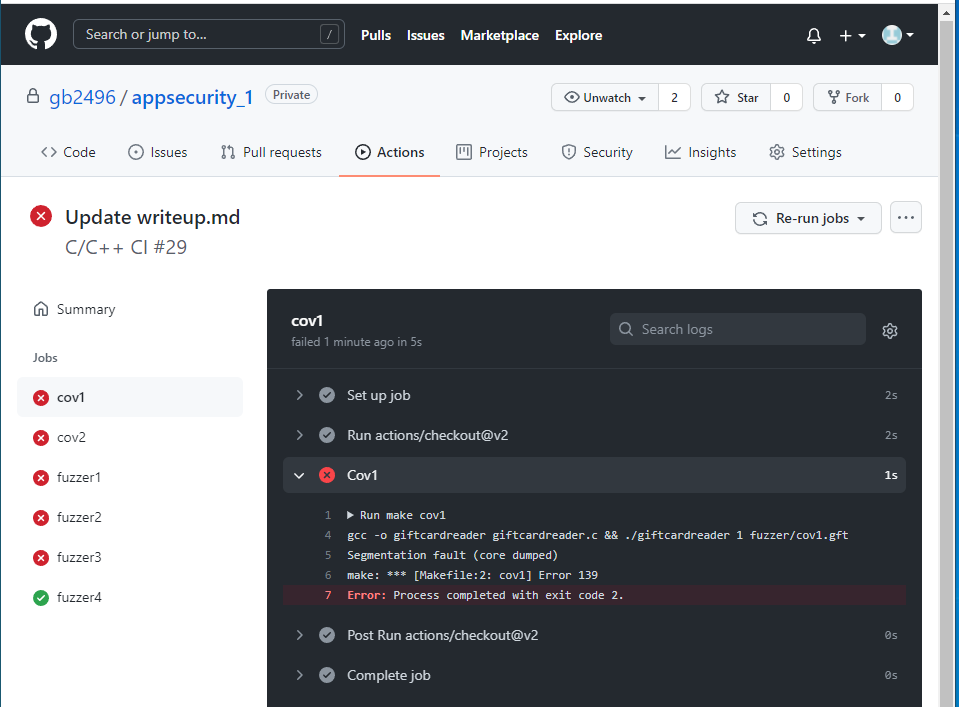 Search or jump to... / Pulls Issues Marketplace Explore
gb2496 / appsecurity_1 Private Unwatch 2 Star 0 Fork 0
Code Issues Pull requests Actions Projects Security Insights Settings
Update writeup.md Re-run jobs ...
C/C++ CI #29
Summary
Jobs
cov1
cov2
fuzzer1
fuzzer2
fuzzer3
fuzzer4
cov1
failed 1 minute ago in 5s
Search logs
Set up job 2s
Run actions/checkout@v2 2s
Cov1 1s
1 Run make cov1
4 gcc -o giftcardreader giftcardreader.c && ./giftcardreader 1 fuzzer/cov1.gft
5 Segmentation fault (core dumped)
6 make: *** [Makefile:2: cov1] Error 139
7 Error: Process completed with exit code 2.
Post Run actions/checkout@v2 0s
Complete job 0s